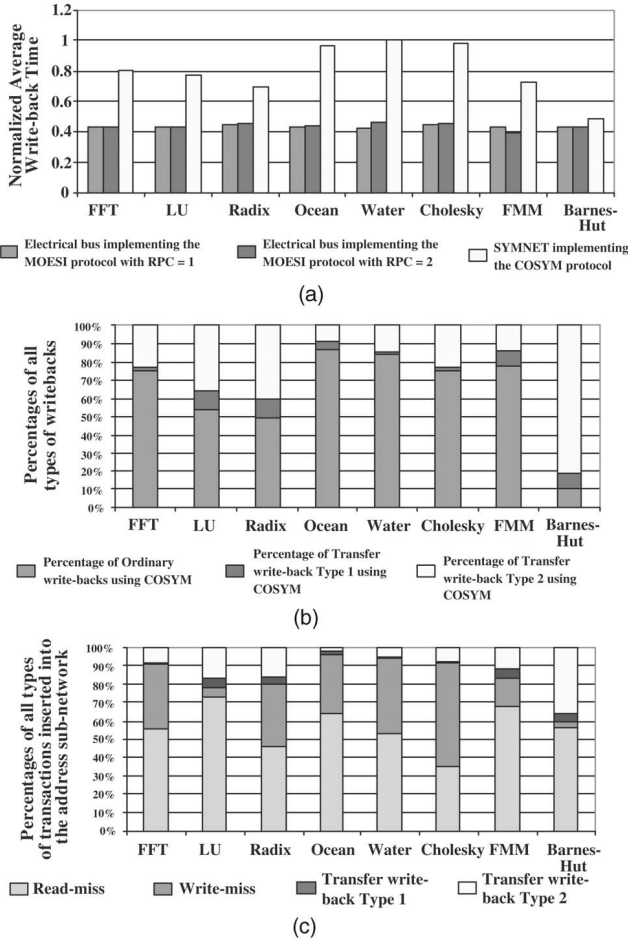 Normalized Average
Write-back Time
1.2
1
0.8
0.6
0.4
0.2
0
FFT LU Radix Ocean Water Cholesky FMM Barnes-
Hut
Electrical bus implementing the
MOESI protocol with RPC = 1
Electrical bus implementing the
MOESI protocol with RPC = 2
SYMNET implementing
the COSYM protocol
(a)
Percentages of all
types of writebacks
100%
90%
80%
70%
60%
50%
40%
30%
20%
10%
0%
FFT LU Radix Ocean Water Cholesky FMM Barnes-
Hut
Percentage of Ordinary
write-backs using COSYM
Percentage of Transfer
write-back Type 1 using
COSYM
Percentage of Transfer
write-back Type 2 using
COSYM
(b)
Percentages of all types
of transactions inserted into
the address sub-network
100%
90%
80%
70%
60%
50%
40%
30%
20%
10%
0%
FFT LU Radix Ocean Water Cholesky FMM Barnes-
Hut
Read-miss
Write-miss
Transfer write-
back Type 1
Transfer write-
back Type 2
(c)